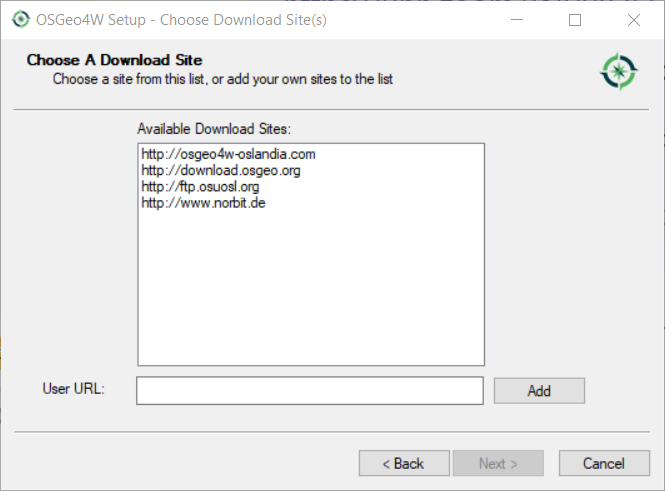 OSGeo4W Setup - Choose Download Site(s)
Choose A Download Site
Choose a site from this list, or add your own sites to the list
Available Download Sites:
http://osgeo4w-oslandia.com
http://download.osgeo.org
http://ftp.osuosl.org
http://www.norbit.de
User URL:
Add
< Back
Next >
Cancel